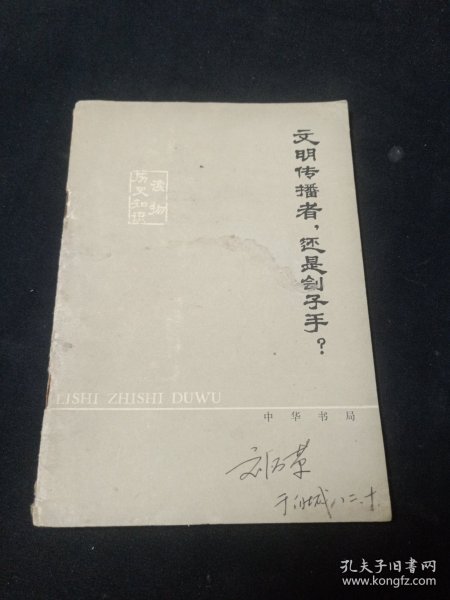 文明传播者，还是刽子手？
历史知识
读物
LISHI ZHISHI DUWU
中华书局
孔夫子旧书网
www.kongfz.com